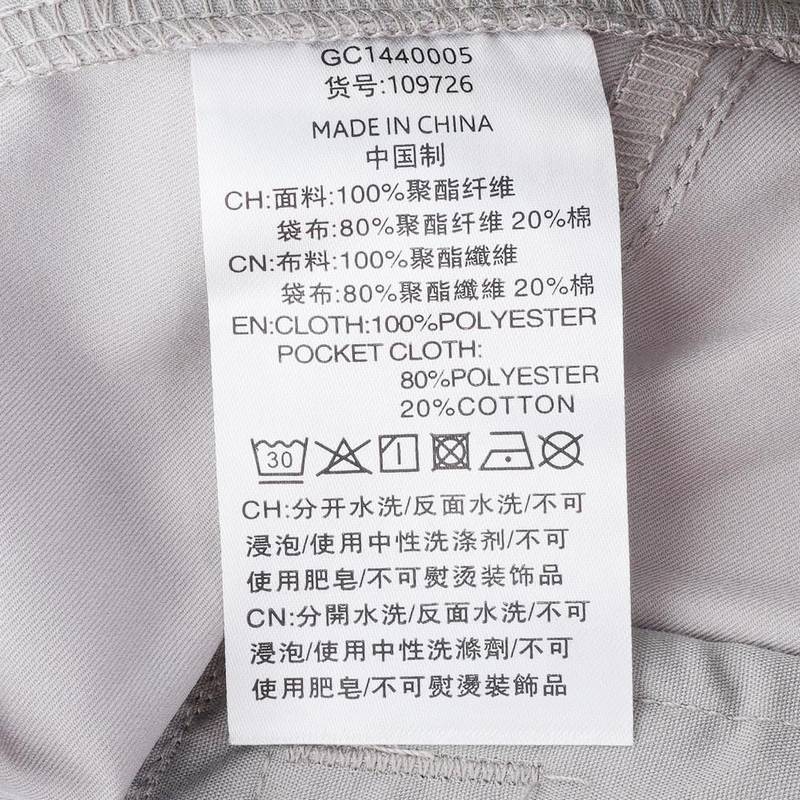 GC1440005
货号:109726
MADE IN CHINA
中国制
CH:面料:100%聚酯纤维
袋布:80%聚酯纤维 20%棉
CN:布料:100%聚酯纖維
袋布:80%聚酯纖維 20%棉
EN:CLOTH:100%POLYESTER
POCKET CLOTH:
80%POLYESTER
20%COTTON
30
CH:分开水洗/反面水洗/不可
浸泡/使用中性洗涤剂/不可
使用肥皂/不可熨烫装饰品
CN:分開水洗/反面水洗/不可
浸泡/使用中性洗滌劑/不可
使用肥皂/不可熨燙裝飾品